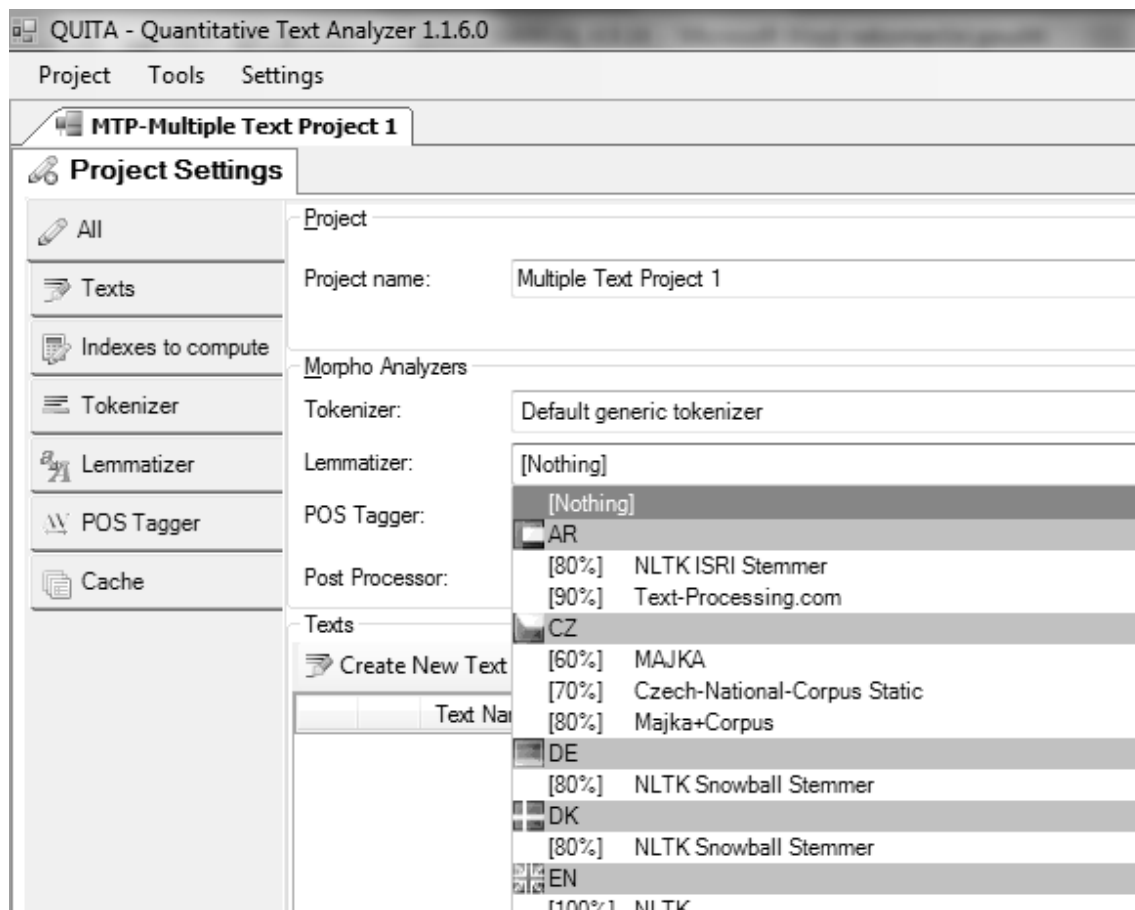 QUITA - Quantitative Text Analyzer 1.1.6.0
Project Tools Settings
MTP-Multiple Text Project 1
Project Settings
All
Texts
Indexes to compute
Tokenizer
Lemmatizer
POS Tagger
Cache
Project
Project name: Multiple Text Project 1
Morpho Analyzers
Tokenizer: Default generic tokenizer
Lemmatizer: [Nothing]
POS Tagger:
Post Processor:
Texts
Create New Text
Text Nar
[Nothing]
AR
[80%] NLTK ISRI Stemmer
[90%] Text-Processing.com
CZ
[60%] MAJKA
[70%] Czech-National-Corpus Static
[80%] Majka+Corpus
DE
[80%] NLTK Snowball Stemmer
DK
[80%] NLTK Snowball Stemmer
EN
[100%] NLTK